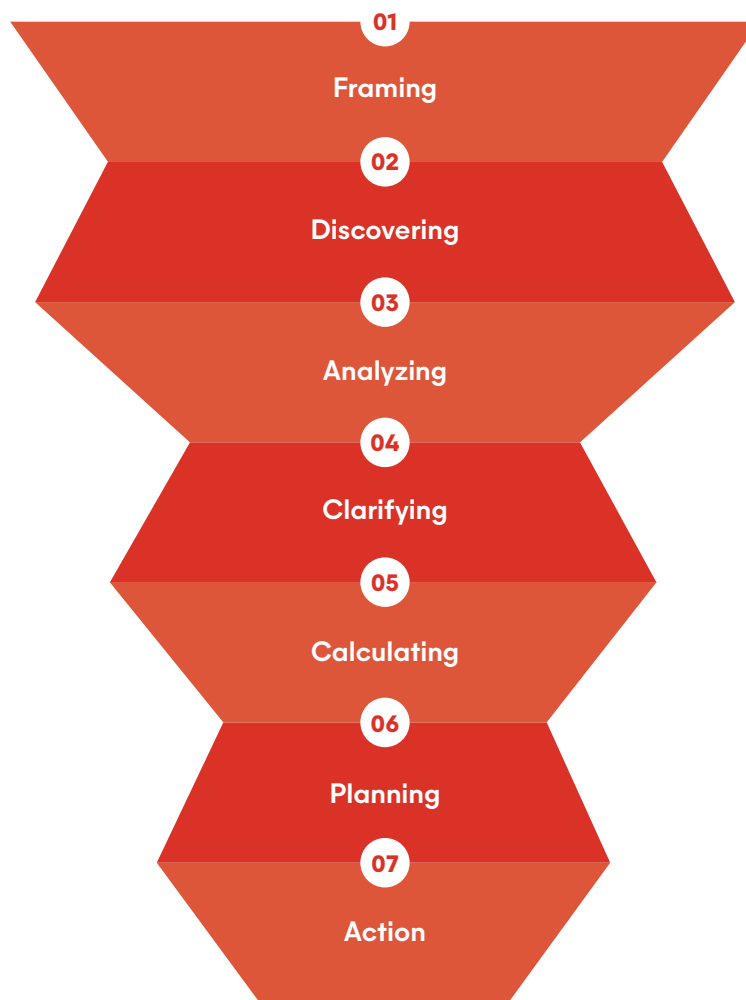 01
Framing
02
Discovering
03
Analyzing
04
Clarifying
05
Calculating
06
Planning
07
Action